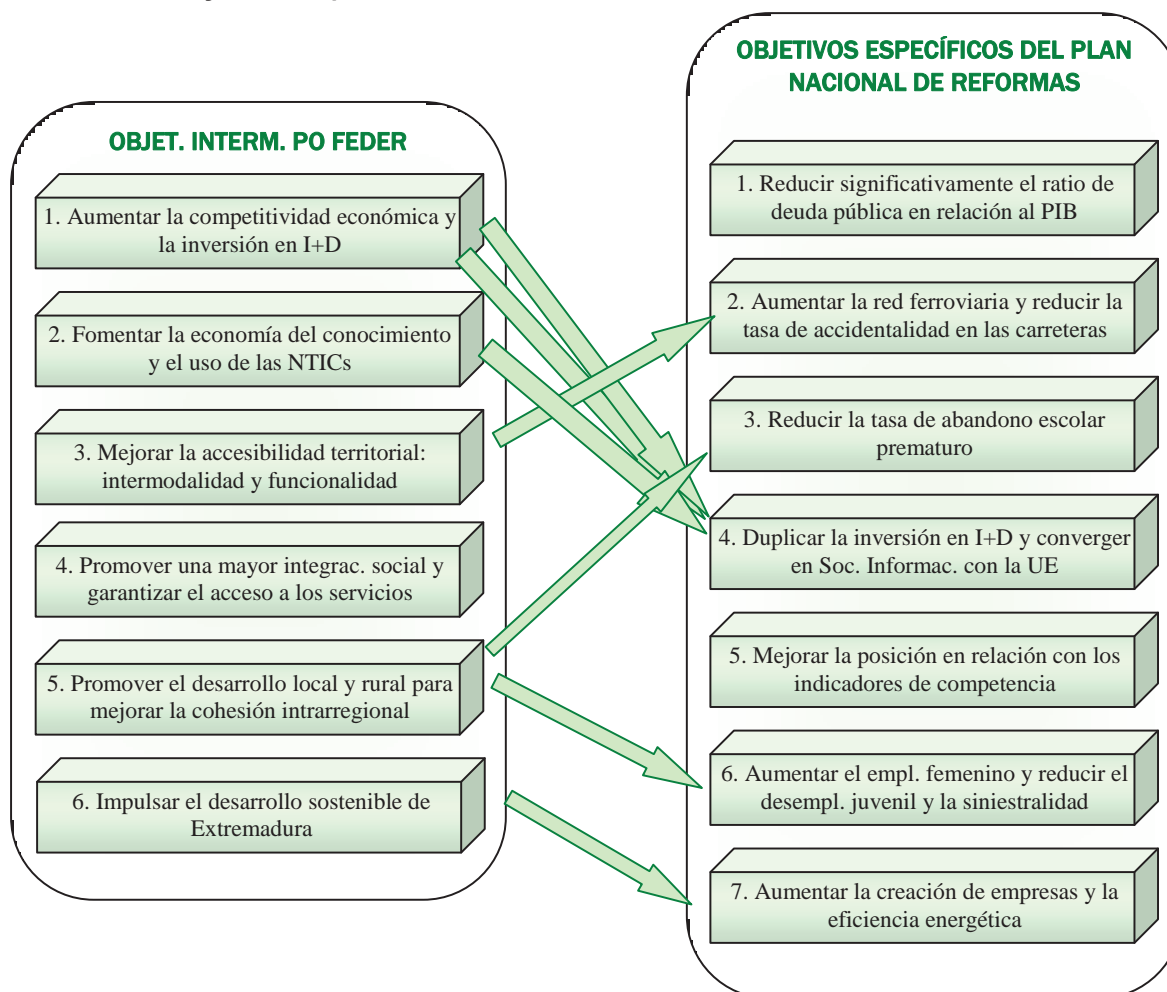 OBJET. INTERM. PO FEDER
1. Aumentar la competitividad económica y
la inversión en I+D
2. Fomentar la economía del conocimiento
y el uso de las NTICs
3. Mejorar la accesibilidad territorial:
intermodalidad y funcionalidad
4. Promover una mayor integrac. social y
garantizar el acceso a los servicios
5. Promover el desarrollo local y rural para
mejorar la cohesión intrarregional
6. Impulsar el desarrollo sostenible de
Extremadura
OBJETIVOS ESPECÍFICOS DEL PLAN
NACIONAL DE REFORMAS
1. Reducir significativamente el ratio de
deuda pública en relación al PIB
2. Aumentar la red ferroviaria y reducir la
tasa de accidentalidad en las carreteras
3. Reducir la tasa de abandono escolar
prematuro
4. Duplicar la inversión en I+D y converger
en Soc. Informac. con la UE
5. Mejorar la posición en relación con los
indicadores de competencia
6. Aumentar el empl. femenino y reducir el
desempl. juvenil y la siniestralidad
7. Aumentar la creación de empresas y la
eficiencia energética